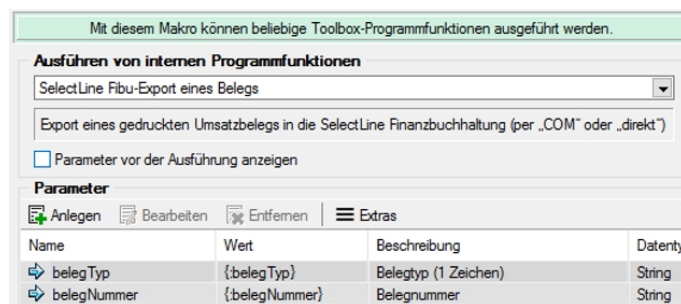 Mit diesem Makro können beliebige Toolbox-Programmfunktionen ausgeführt werden.
Ausführen von internen Programmfunktionen
SelectLine Fibu-Export eines Belegs
Export eines gedruckten Umsatzbelegs in die SelectLine Finanzbuchhaltung (per „COM" oder „direkt")
Parameter vor der Ausführung anzeigen
Parameter
Anlegen Bearbeiten Entfernen Extras
Name Wert Beschreibung Datenty
belegTyp {:belegTyp} Belegtyp (1 Zeichen) String
belegNummer {:belegNummer} Belegnummer String